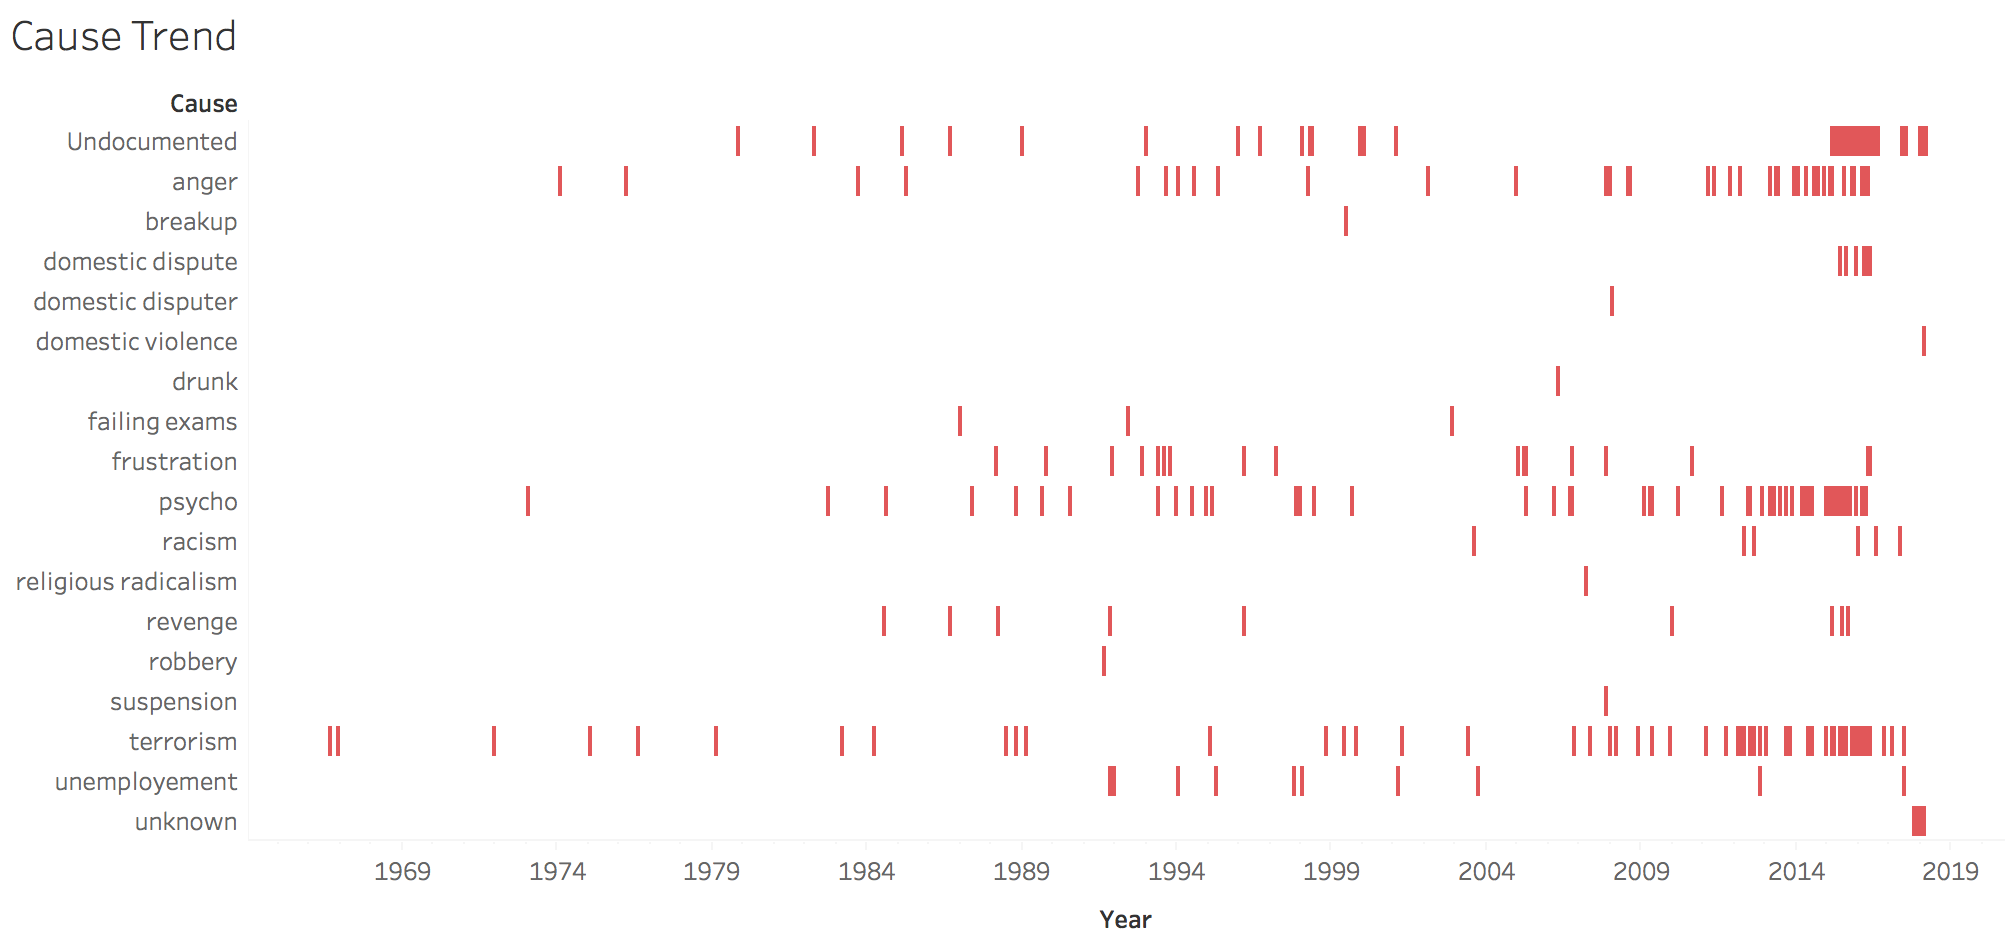 Cause Trend
Cause
Undocumented
anger
breakup
domestic dispute
domestic disputer
domestic violence
drunk
failing exams
frustration
psycho
racism
religious radicalism
revenge
robbery
suspension
terrorism
unemployement
unknown
1969 1974 1979 1984 1989 1994 1999 2004 2009 2014 2019
Year